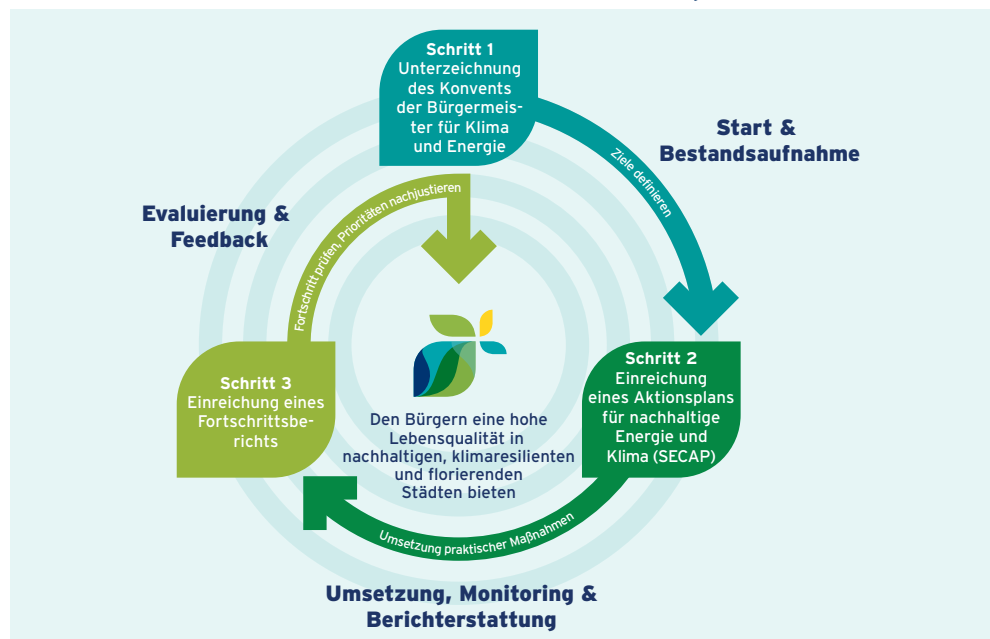 Schritt 1
Unterzeichnung
des Konvents
der Bürgermeis-
ter für Klima
und Energie
Start &
Bestandsaufnahme
Ziele definieren
Evaluierung &
Feedback
Fortschritt prüfen, Prioritäten nachjustieren
Schritt 2
Einreichung
eines Aktionsplans
für nachhaltige
Energie und
Klima (SECAP)
Schritt 3
Einreichung eines
Fortschrittsbe-
richts
Den Bürgern eine hohe
Lebensqualität in
nachhaltigen, klimaresilienten
und florierenden
Städten bieten
Umsetzung praktischer Maßnahmen
Umsetzung, Monitoring &
Berichterstattung